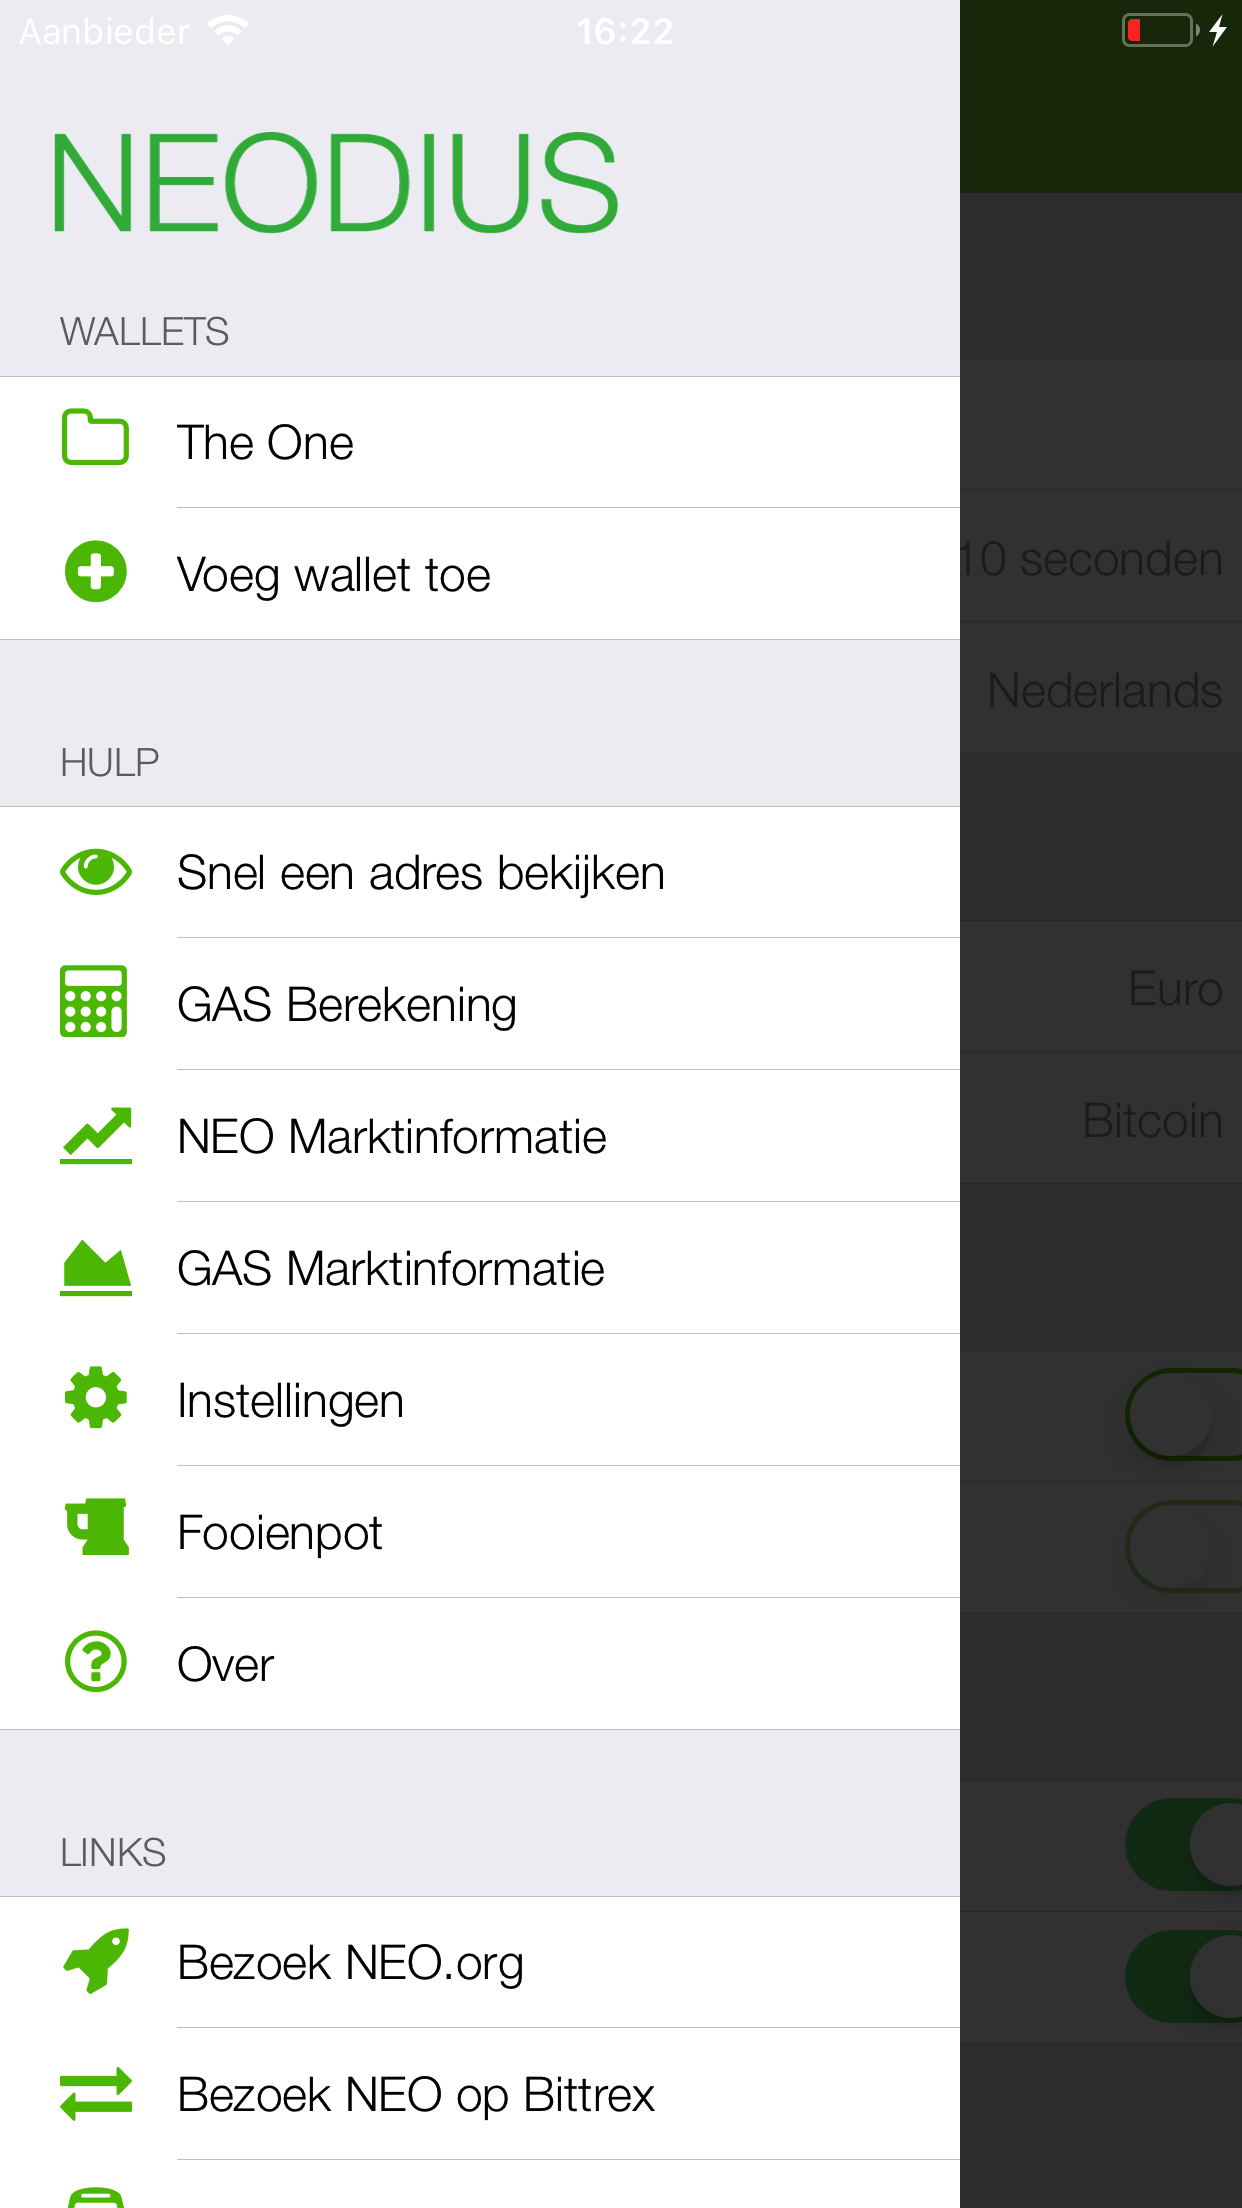 Aanbieder
16:22
NEODIUS
WALLETS
The One
Voeg wallet toe
10 seconden
Nederlands
HULP
Snel een adres bekijken
GAS Berekening
Euro
NEO Marktinformatie
Bitcoin
GAS Marktinformatie
Instellingen
Fooienpot
Over
LINKS
Bezoek NEO.org
Bezoek NEO op Bittrex